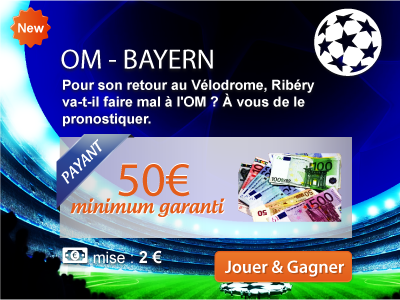 New
OM - BAYERN
Pour son retour au Vélodrome, Ribéry
va-t-il faire mal à l'OM ? À vous de le
pronostiquer.
PAYANT
50€
minimum garanti
mise : 2 €
Jouer & Gagner